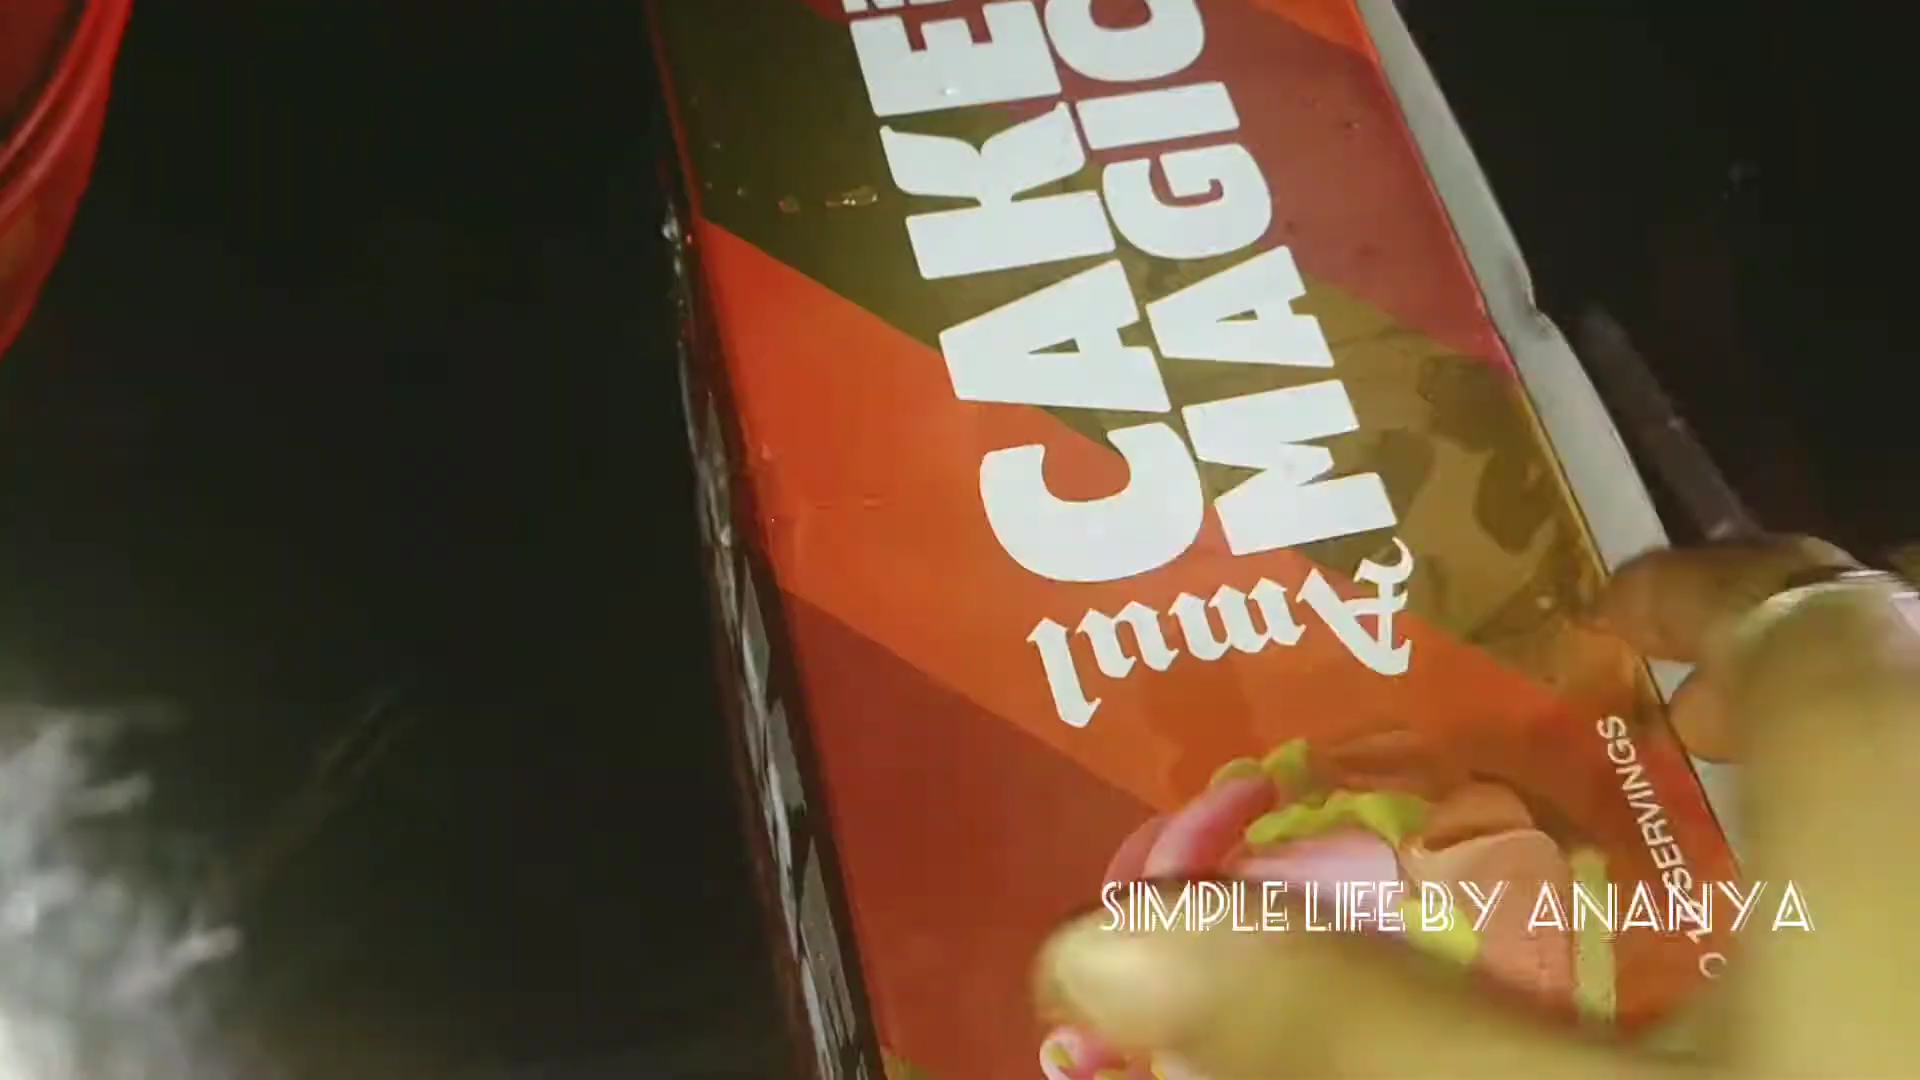 Amul
CAKE
MAGIC
SERVINGS
SIMPLE LIFE BY ANANYA